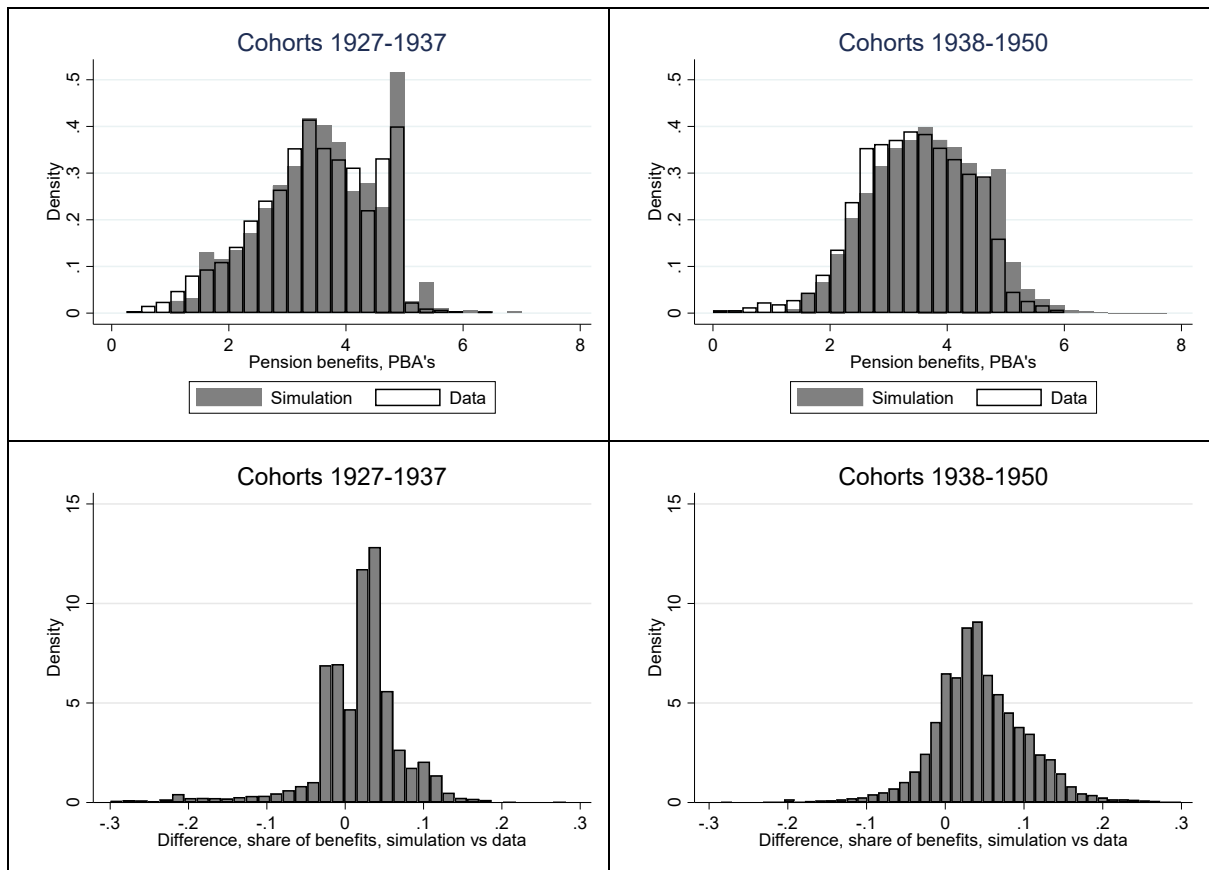 Cohorts 1927-1937
Density
.5
.4
.3
.2
.1
0
0 2 4 6 8
Pension benefits, PBA's
Simulation Data
Cohorts 1938-1950
Density
.5
.4
.3
.2
.1
0
0 2 4 6 8
Pension benefits, PBA's
Simulation Data
Cohorts 1927-1937
Density
15
10
5
0
-.3 -.2 -.1 0 .1 .2 .3
Difference, share of benefits, simulation vs data
Cohorts 1938-1950
Density
15
10
5
0
-.3 -.2 -.1 0 .1 .2 .3
Difference, share of benefits, simulation vs data